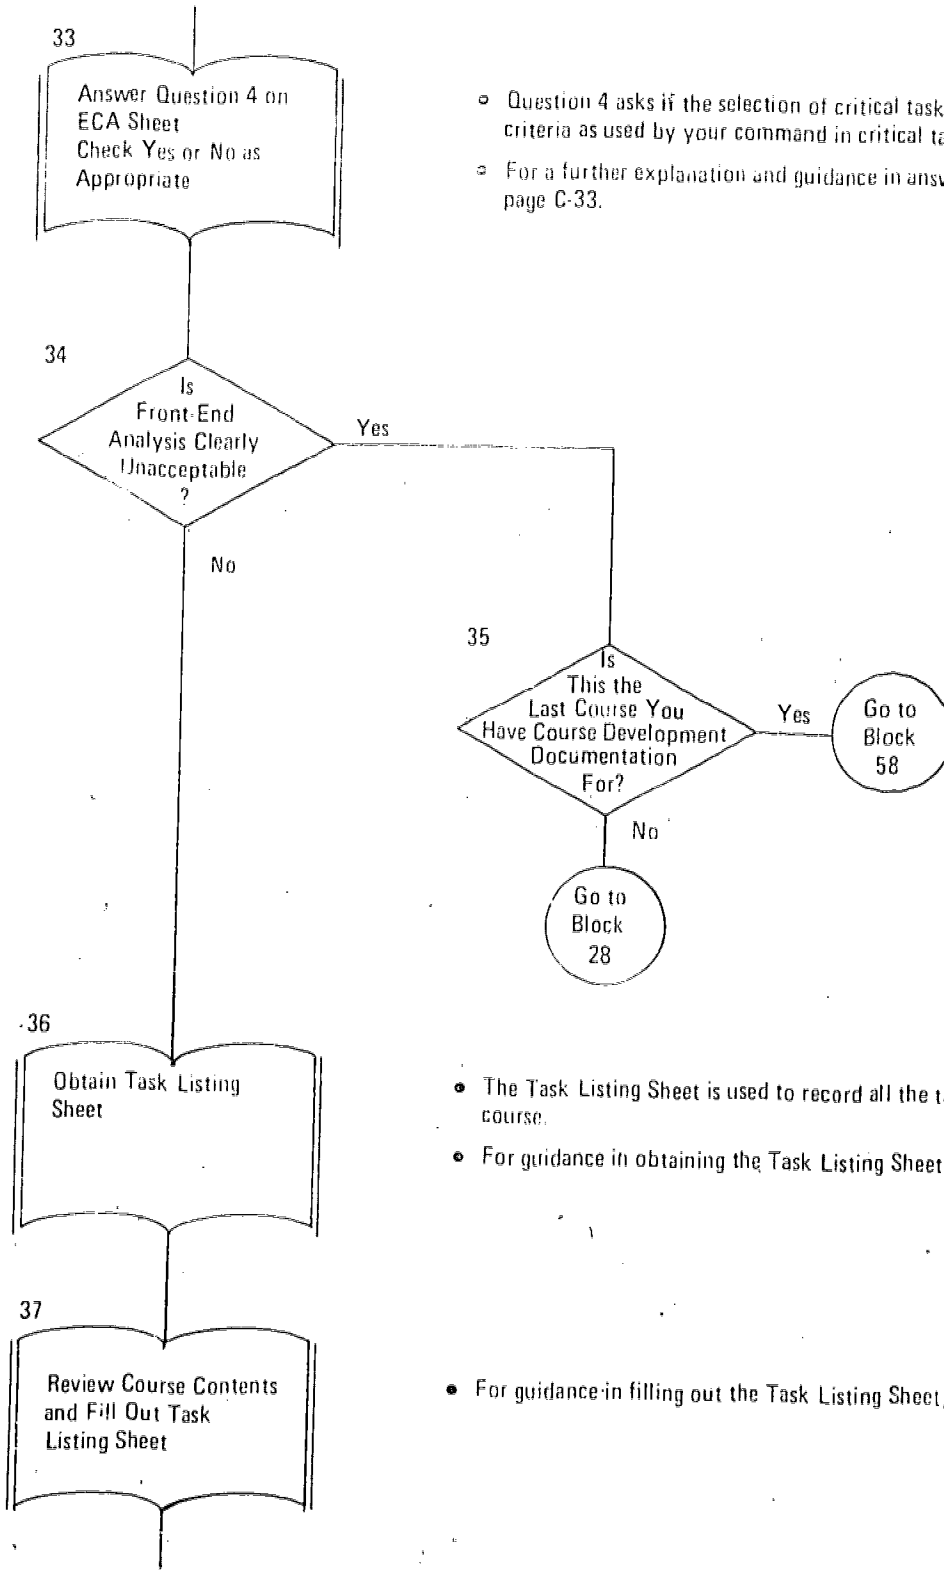 33
Answer Question 4 on
ECA Sheet
Check Yes or No as
Appropriate
Question 4 asks if the selection of critical task
criteria as used by your command in critical ta
For a further explanation and guidance in answ
page C-33.
34
Is
Front-End
Analysis Clearly
Unacceptable
?
Yes
No
35
Is
This the
Last Course You
Have Course Development
Documentation
For?
Yes
Go to
Block
58
No
Go to
Block
28
36
Obtain Task Listing
Sheet
The Task Listing Sheet is used to record all the ta
course.
For guidance in obtaining the Task Listing Sheet
37
Review Course Contents
and Fill Out Task
Listing Sheet
For guidance in filling out the Task Listing Sheet,